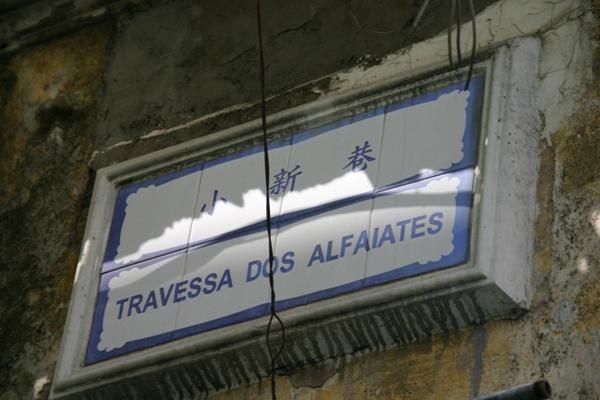 小新巷
TRAVESSA DOS ALFAIATES